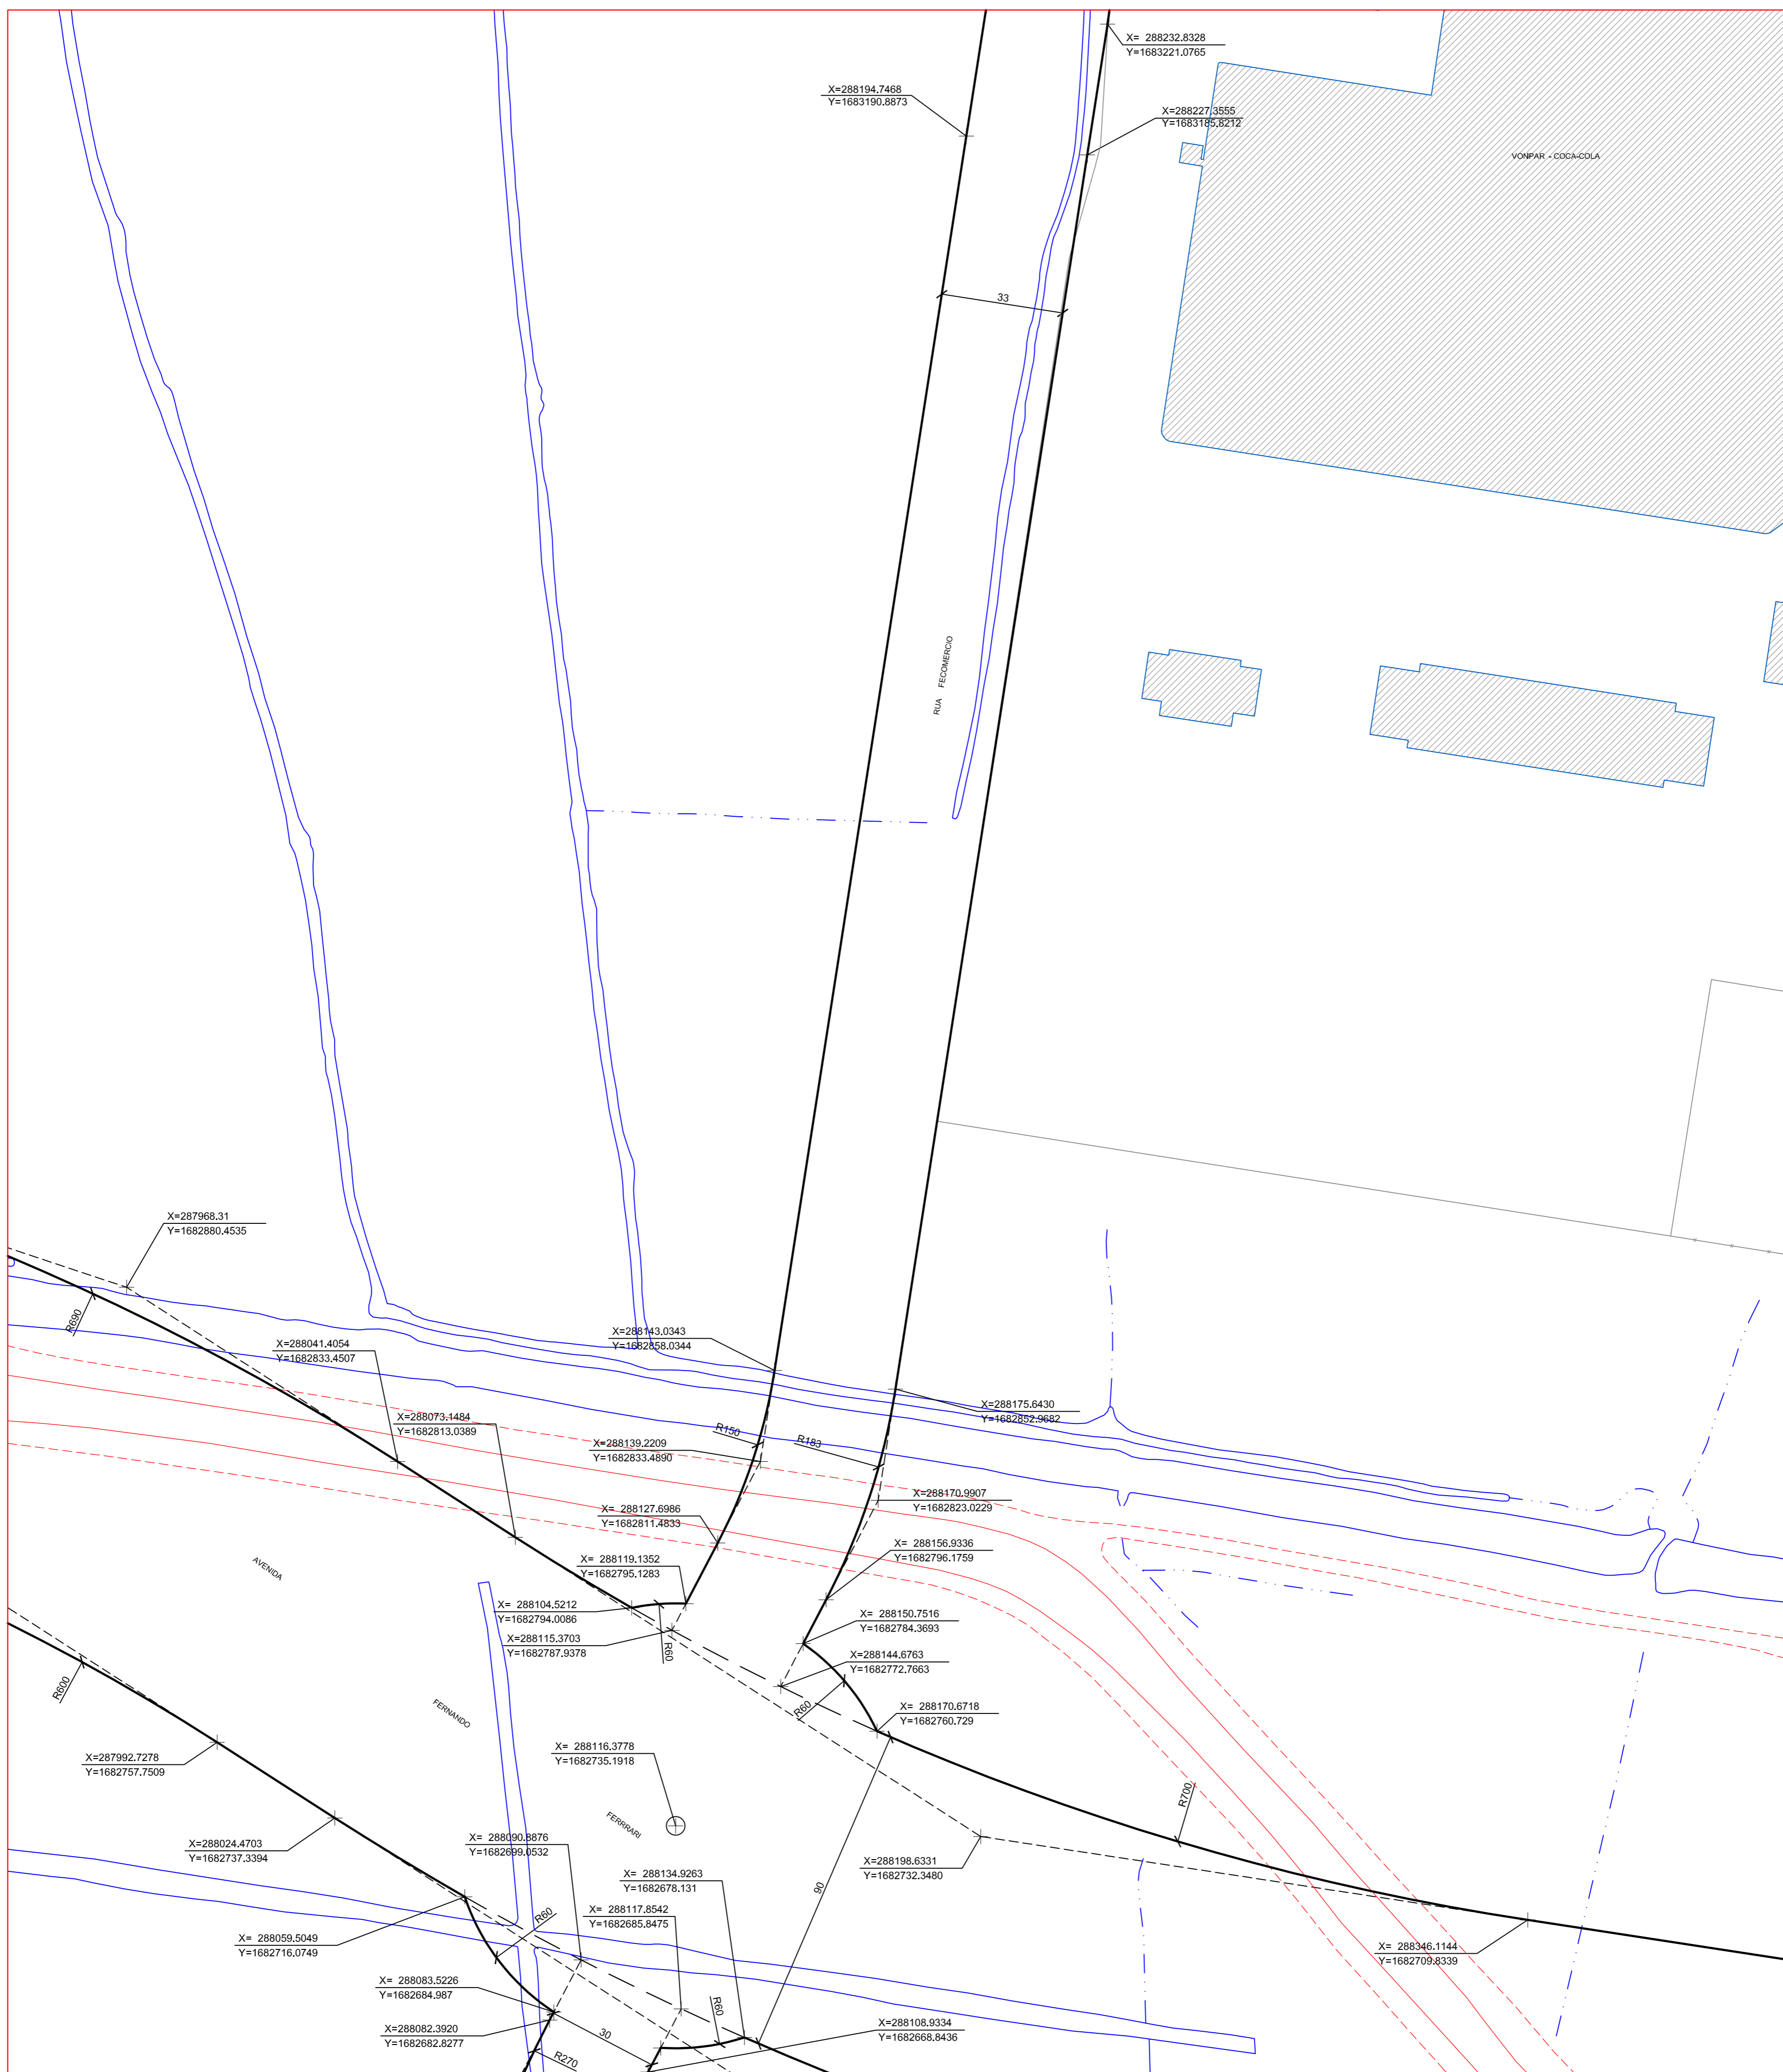 X= 288232.8328
Y=1683221.0765
X=288194.7468
Y=1683190.8873
X=288227.3555
Y=1683185.8212
VONPAR - COCA-COLA
33
RUA FECOMERCIO
X=287968.31
Y=1682880.4535
R690
X=288143.0343
Y=1682858.0344
X=288041.4054
Y=1682833.4507
X=288175.6430
Y=1682852.9682
X=288073.1484
Y=1682813.0389
R150
R183
X=288139.2209
Y=1682833.4890
X=288170.9907
Y=1682823.0229
X= 288127.6986
Y=1682811.4833
X= 288156.9336
Y=1682796.1759
AVENIDA
X= 288119.1352
Y=1682795.1283
X= 288104.5212
Y=1682794.0086
X= 288150.7516
Y=1682784.3693
X=288115.3703
Y=1682787.9378
R60
X=288144.6763
Y=1682772.7663
R600
R60
X= 288170.6718
Y=1682760.729
FERNANDO
X= 288116.3778
Y=1682735.1918
X=287992.7278
Y=1682757.7509
R700
FERRRARI
X=288024.4703
Y=1682737.3394
X= 288090.8876
Y=1682699.0532
X=288198.6331
Y=1682732.3480
X= 288134.9263
Y=1682678.131
90
X= 288117.8542
Y=1682685.8475
R60
X= 288059.5049
Y=1682716.0749
X= 288346.1144
Y=1682709.8339
X= 288083.5226
Y=1682684.987
R60
X=288082.3920
Y=1682682.8277
30
X=288108.9334
Y=1682668.8436
R270